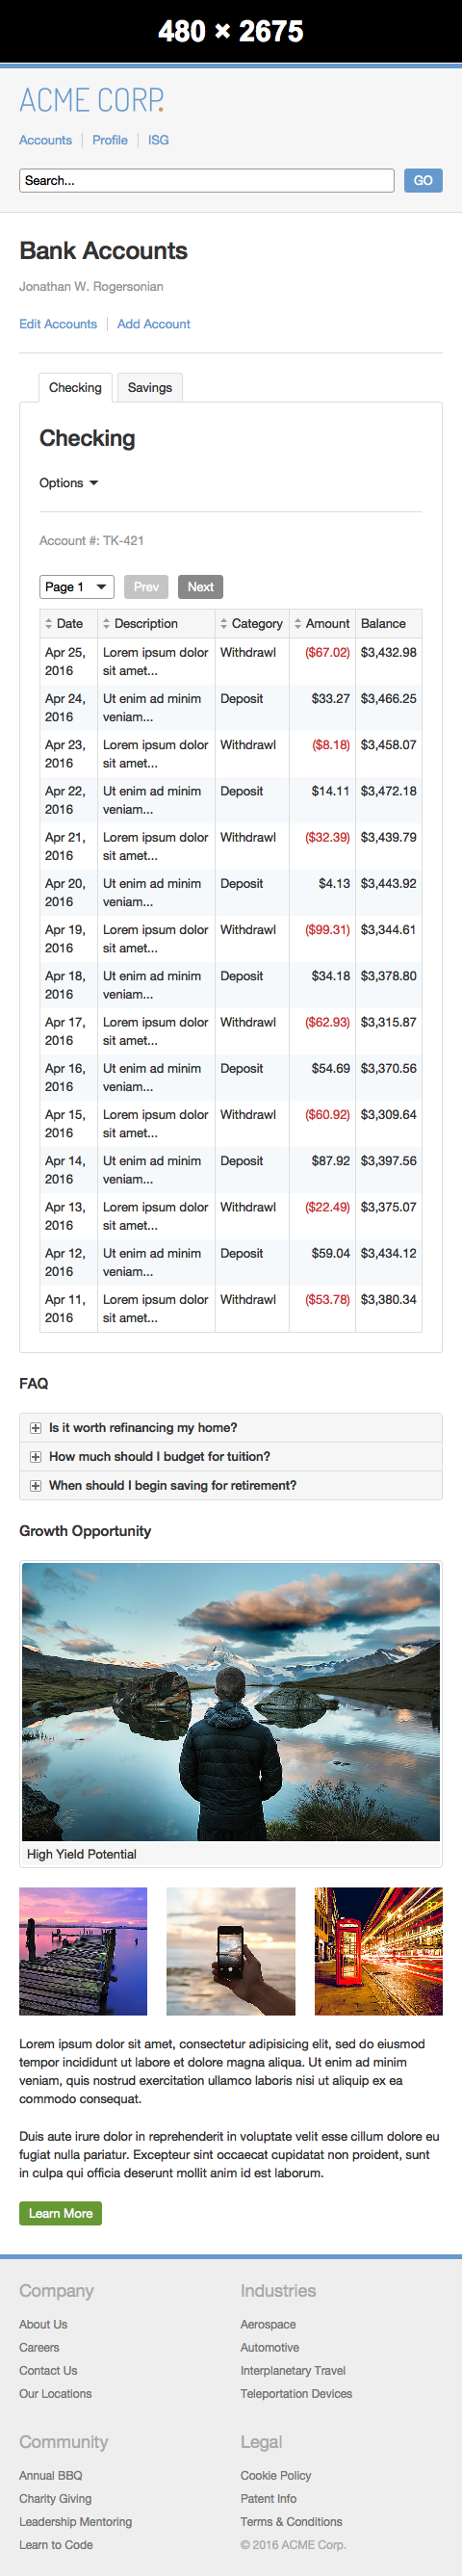 480 × 2675
ACME CORP.
Accounts Profile ISG
Search... GO
Bank Accounts
Jonathan W. Rogersonian
Edit Accounts Add Account
Checking Savings
Checking
Options
Account #: TK-421
Page 1 Prev Next
Date Description Category Amount Balance
Apr 25, Lorem ipsum dolor Withdrawl ($67.02) $3,432.98
2016 sit amet...
Apr 24, Ut enim ad minim Deposit $33.27 $3,466.25
2016 veniam...
Apr 23, Lorem ipsum dolor Withdrawl ($8.18) $3,458.07
2016 sit amet...
Apr 22, Ut enim ad minim Deposit $14.11 $3,472.18
2016 veniam...
Apr 21, Lorem ipsum dolor Withdrawl ($32.39) $3,439.79
2016 sit amet...
Apr 20, Ut enim ad minim Deposit $4.13 $3,443.92
2016 veniam...
Apr 19, Lorem ipsum dolor Withdrawl ($99.31) $3,344.61
2016 sit amet...
Apr 18, Ut enim ad minim Deposit $34.18 $3,378.80
2016 veniam...
Apr 17, Lorem ipsum dolor Withdrawl ($62.93) $3,315.87
2016 sit amet...
Apr 16, Ut enim ad minim Deposit $54.69 $3,370.56
2016 veniam...
Apr 15, Lorem ipsum dolor Withdrawl ($60.92) $3,309.64
2016 sit amet...
Apr 14, Ut enim ad minim Deposit $87.92 $3,397.56
2016 veniam...
Apr 13, Lorem ipsum dolor Withdrawl ($22.49) $3,375.07
2016 sit amet...
Apr 12, Ut enim ad minim Deposit $59.04 $3,434.12
2016 veniam...
Apr 11, Lorem ipsum dolor Withdrawl ($53.78) $3,380.34
2016 sit amet...
FAQ
Is it worth refinancing my home?
How much should I budget for tuition?
When should I begin saving for retirement?
Growth Opportunity
High Yield Potential
Lorem ipsum dolor sit amet, consectetur adipisicing elit, sed do eiusmod
tempor incididunt ut labore et dolore magna aliqua. Ut enim ad minim
veniam, quis nostrud exercitation ullamco laboris nisi ut aliquip ex ea
commodo consequat.
Duis aute irure dolor in reprehenderit in voluptate velit esse cillum dolore eu
fugiat nulla pariatur. Excepteur sint occaecat cupidatat non proident, sunt
in culpa qui officia deserunt mollit anim id est laborum.
Learn More
Company
About Us
Careers
Contact Us
Our Locations
Industries
Aerospace
Automotive
Interplanetary Travel
Teleportation Devices
Community
Annual BBQ
Charity Giving
Leadership Mentoring
Learn to Code
Legal
Cookie Policy
Patent Info
Terms & Conditions
© 2016 ACME Corp.